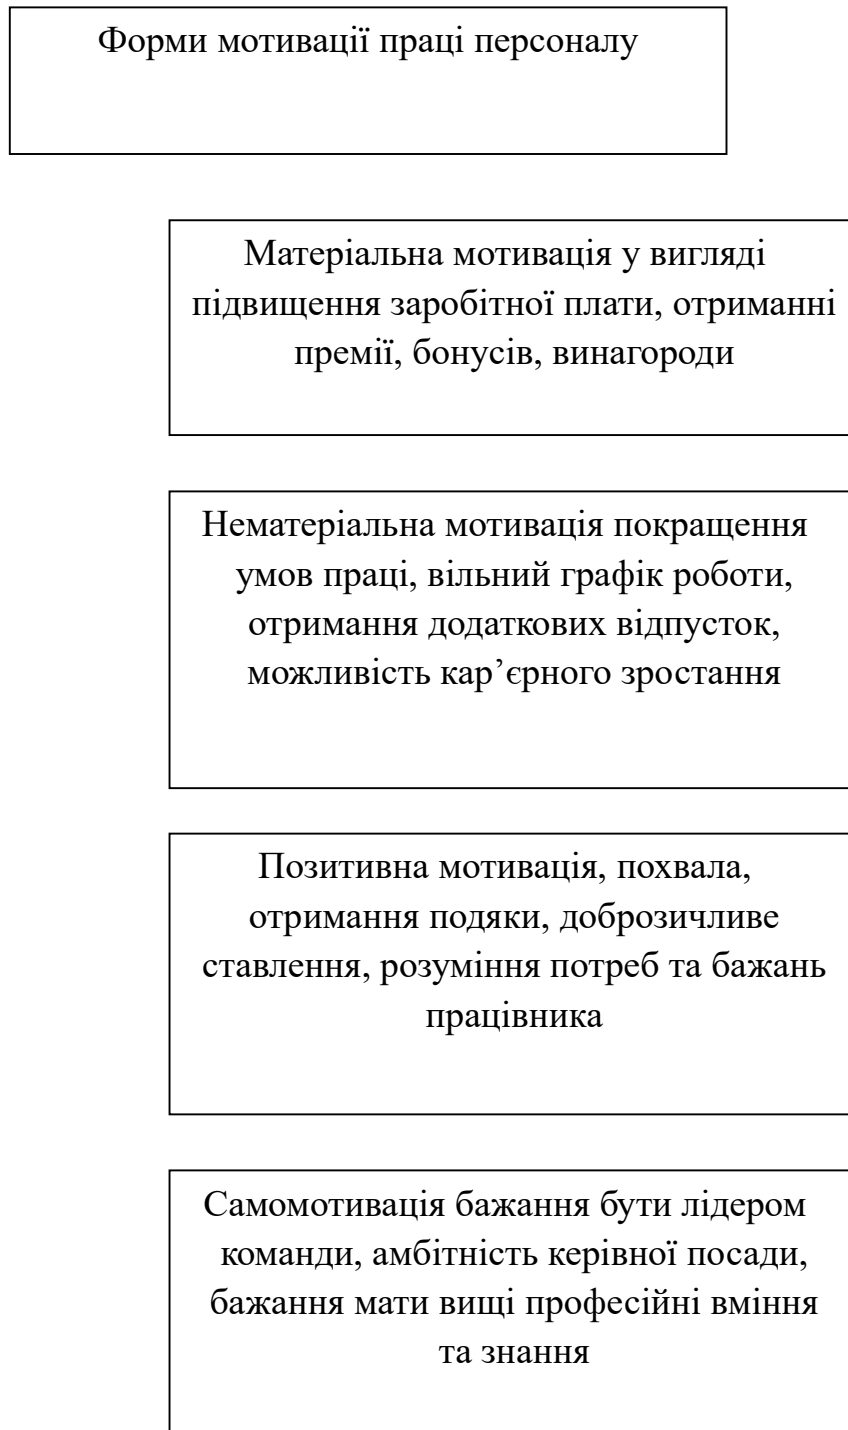 Форми мотивації праці персоналу
Матеріальна мотивація у вигляді
підвищення заробітної плати, отриманні
премії, бонусів, винагороди
Нематеріальна мотивація покращення
умов праці, вільний графік роботи,
отримання додаткових відпусток,
можливість кар’єрного зростання
Позитивна мотивація, похвала,
отримання подяки, доброзичливе
ставлення, розуміння потреб та бажань
працівника
Самомотивація бажання бути лідером
команди, амбітність керівної посади,
бажання мати вищі професійні вміння
та знання